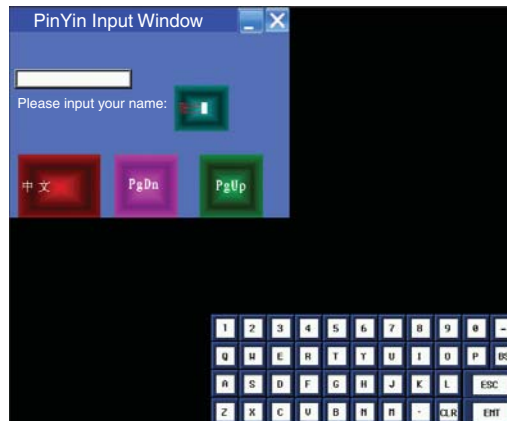 PinYin Input Window
Please input your name:
中文
PgDn
PgUp
1 2 3 4 5 6 7 8 9 0 -
Q W E R T Y U I O P BS
A S D F G H J K L ESC
Z X C V B N M . CLR ENT